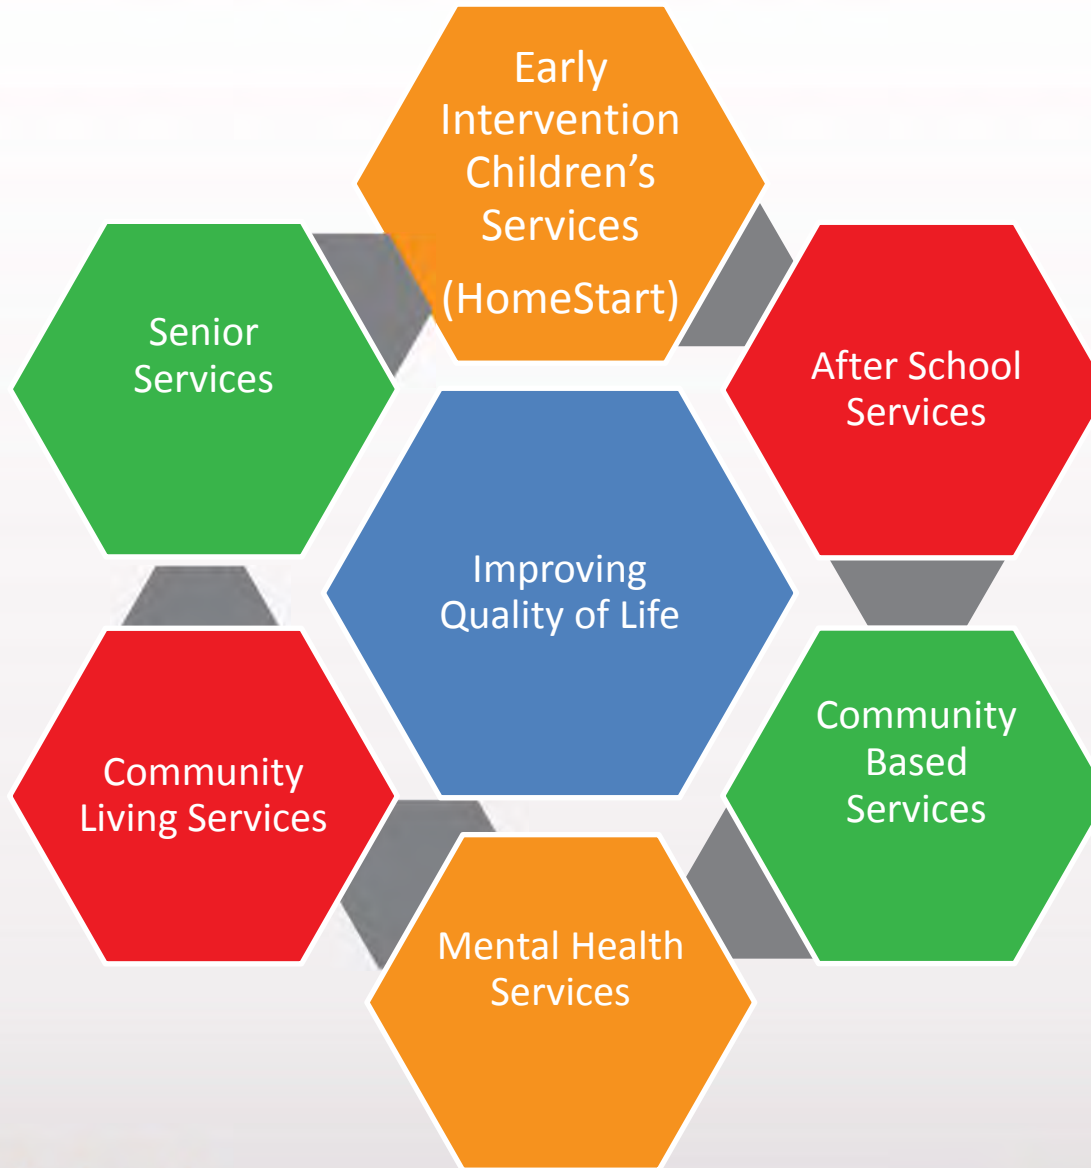 Early
Intervention
Children’s
Services
(HomeStart)
After School
Services
Community
Based
Services
Mental Health
Services
Community
Living Services
Senior
Services
Improving
Quality of Life